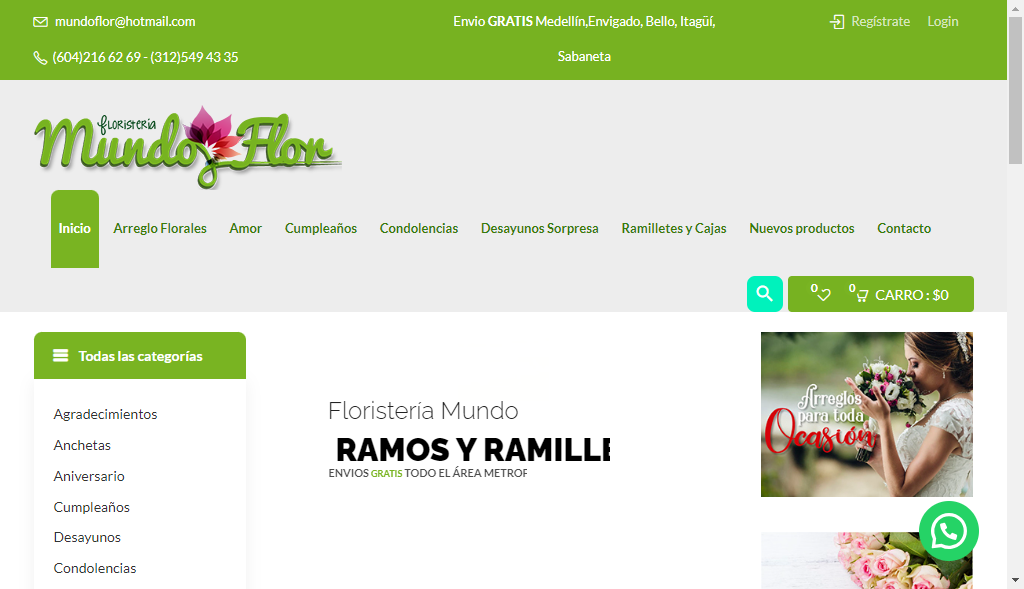 mundoflor@hotmail.com
Envio GRATIS Medellín,Envigado, Bello, Itagüí,
Sabaneta
Regístrate
Login
(604)216 62 69 - (312)549 43 35
floristeria
Mundo Flor
Inicio
Arreglo Florales
Amor
Cumpleaños
Condolencias
Desayunos Sorpresa
Ramilletes y Cajas
Nuevos productos
Contacto
0
0
CARRO : $0
Todas las categorías
Agradecimientos
Anchetas
Aniversario
Cumpleaños
Desayunos
Condolencias
Floristería Mundo
RAMOS Y RAMILLE
ENVIOS GRATIS TODO EL ÁREA METROF
Arreglos
para toda
Ocasión